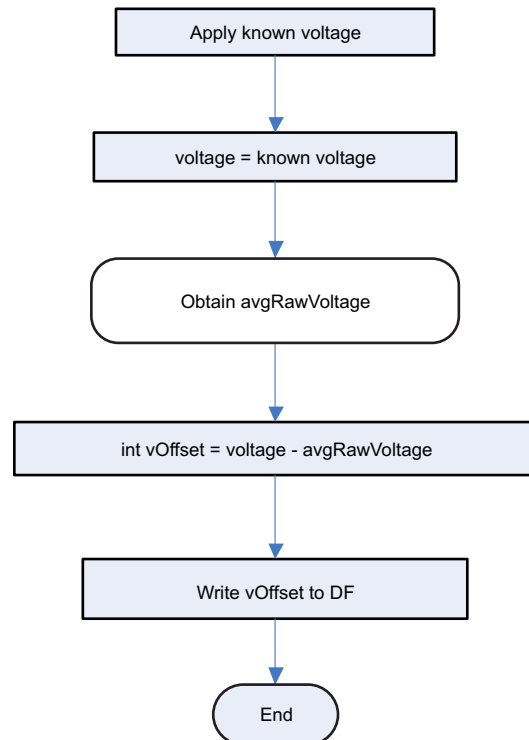 Apply known voltage
voltage = known voltage
Obtain avgRawVoltage
int vOffset = voltage - avgRawVoltage
Write vOffset to DF
End